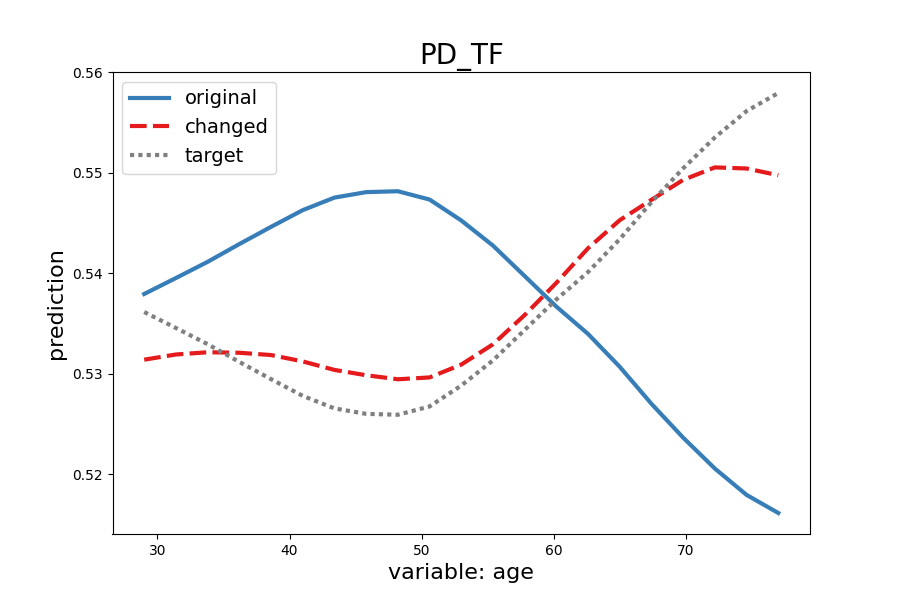 PD_TF
original
changed
target
prediction
0.56
0.55
0.54
0.53
0.52
30 40 50 60 70
variable: age